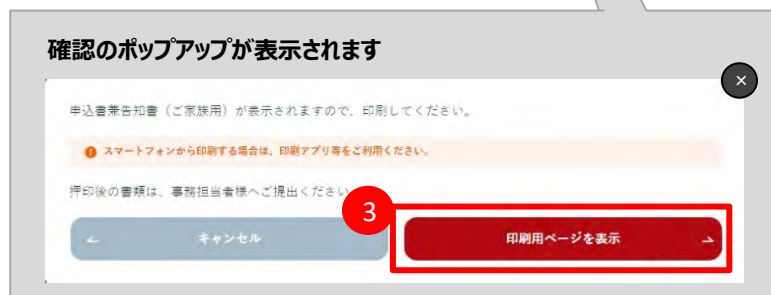 確認のポップアップが表示されます
申込書兼告知書（ご家族用）が表示されますので、印刷してください。
スマートフォンから印刷する場合は、印刷アプリ等をご利用ください。
押印後の書類は、事務担当者様へご提出ください
3
キャンセル
印刷用ページを表示